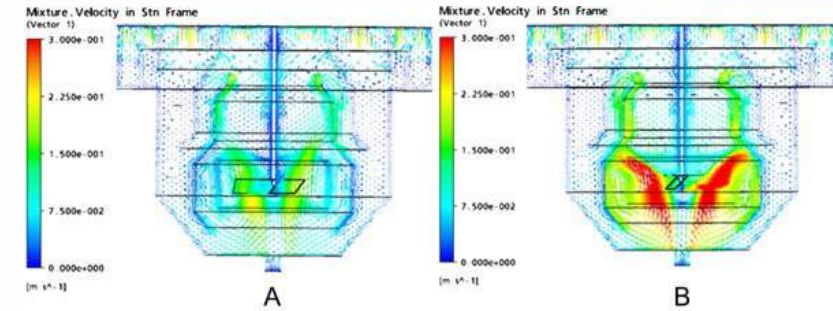 Mixture.Velocity in Stn Frame
(Vector 1)
3.000e-001
2.250e-001
1.500e-001
7.500e-002
0.000e+000
[m s^-1]
A
Mixture.Velocity in Stn Frame
(Vector 1)
3.000e-001
2.250e-001
1.500e-001
7.500e-002
0.000e+000
[m s^-1]
B